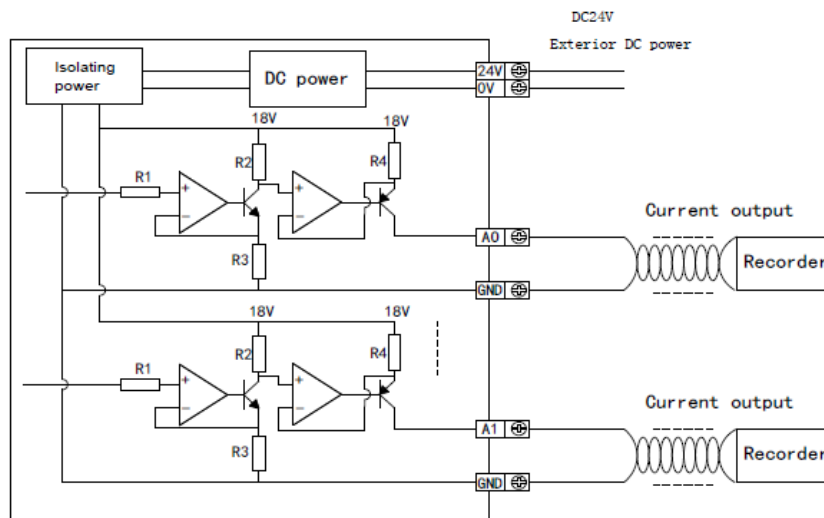 DC24V
Exterior DC power
Isolating
power
DC power
24V
0V
18V
18V
R2
R4
R1
+
−
+
−
Current output
A0
R3
Recorder
GND
18V
18V
R2
R4
R1
+
−
+
−
Current output
A1
R3
Recorder
GND